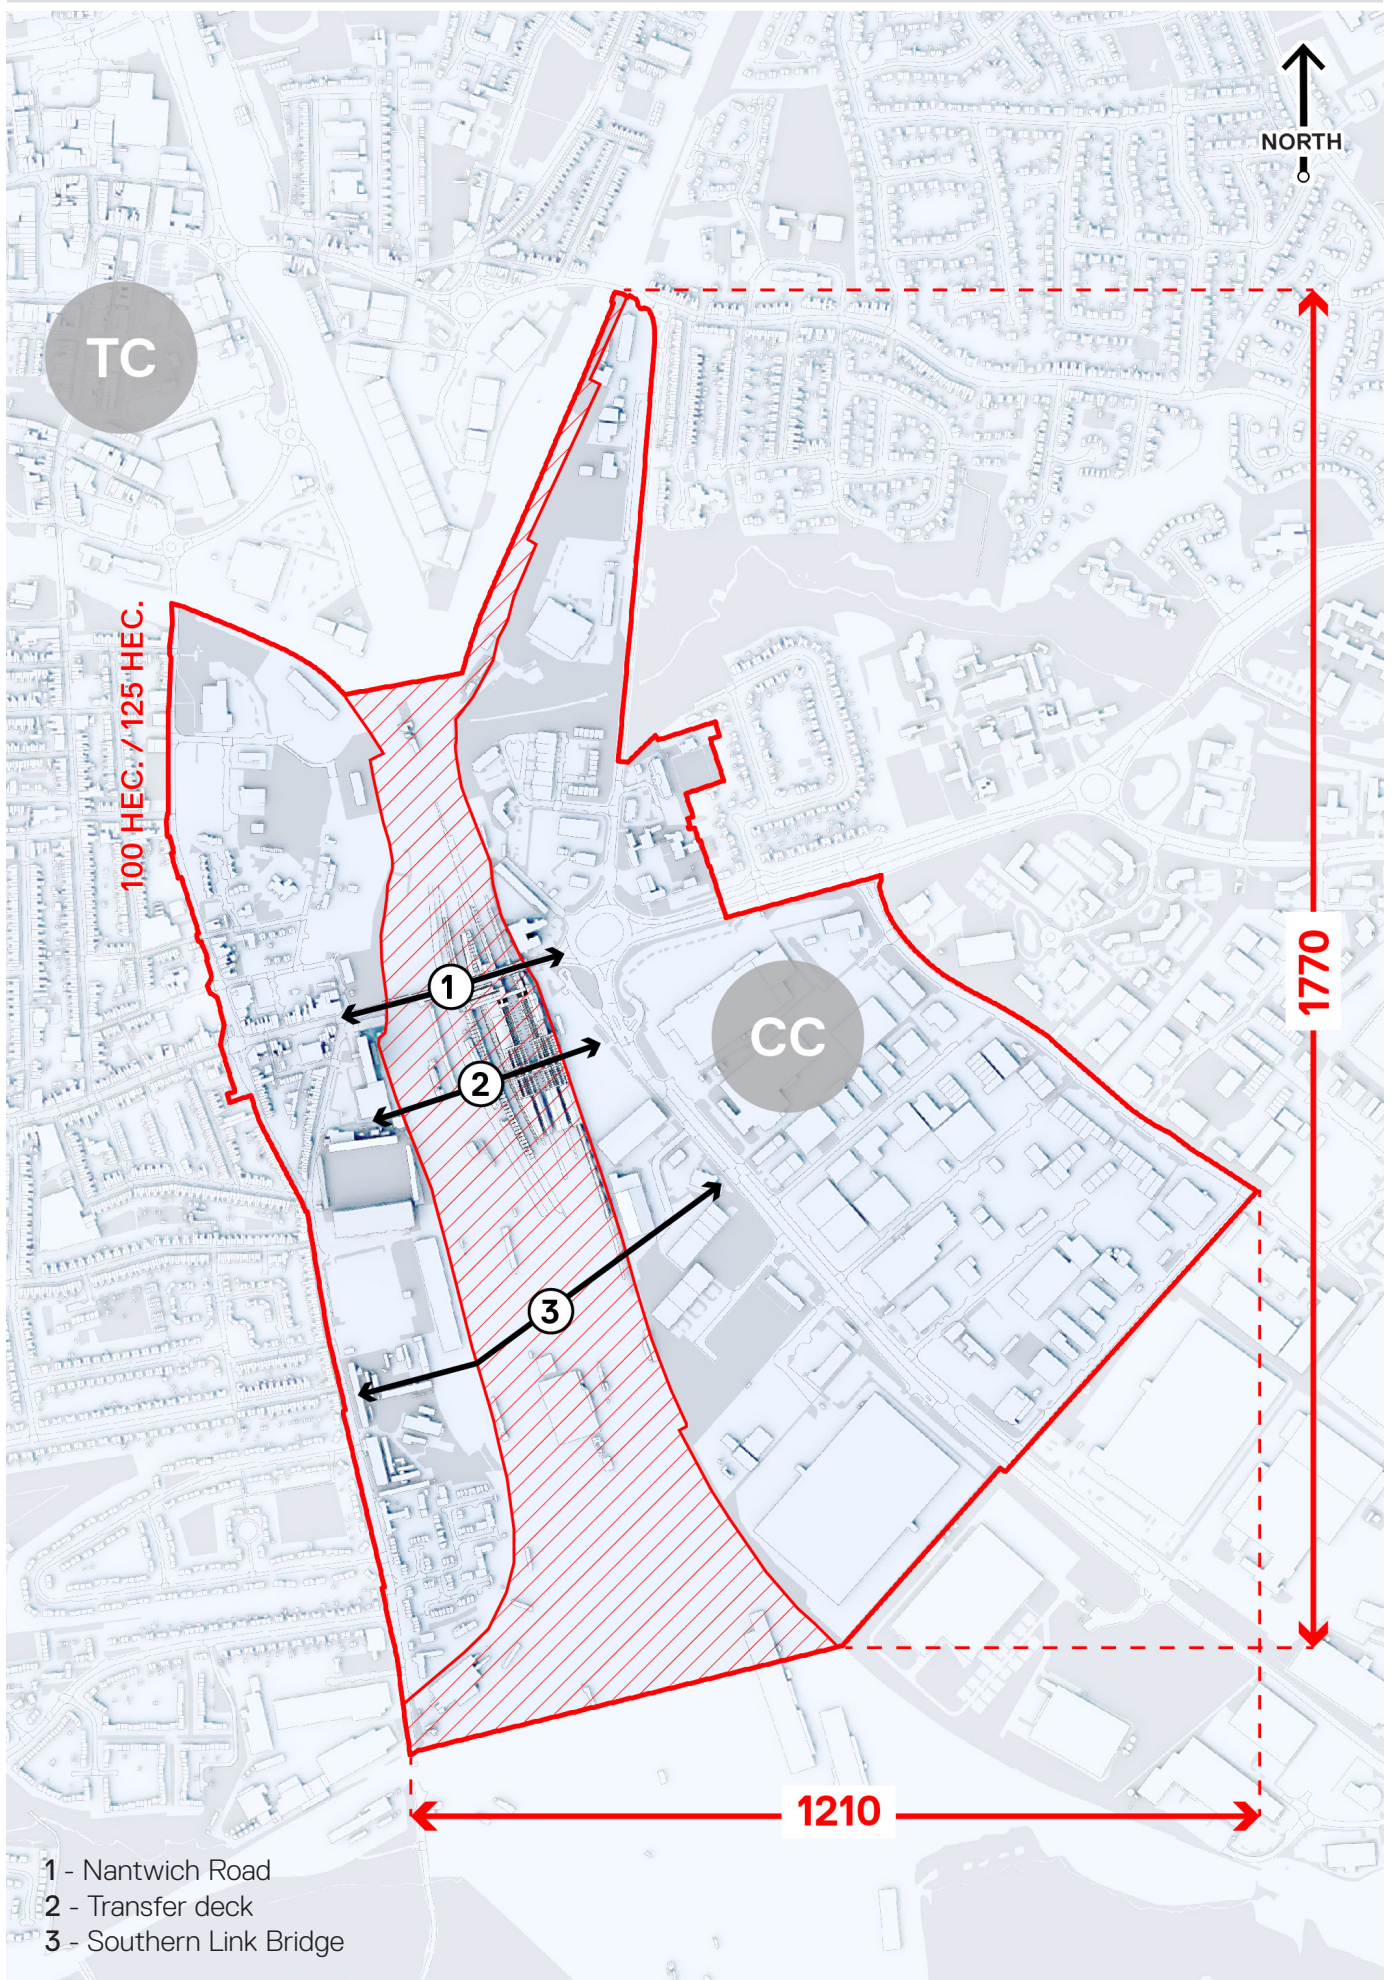 NORTH
TC
100 HEC. / 125 HEC.
1
CC
1770
2
3
1210
1 - Nantwich Road
2 - Transfer deck
3 - Southern Link Bridge